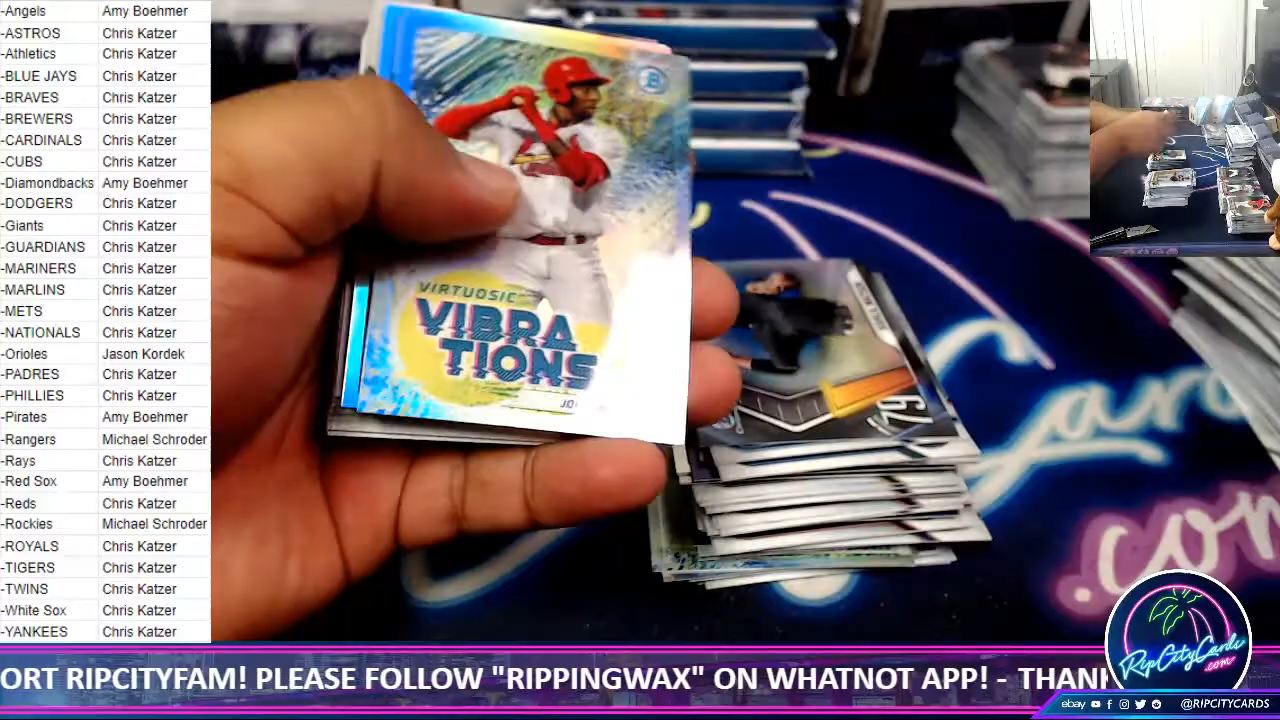 -Angels Amy Boehmer
-ASTROS Chris Katzer
-Athletics Chris Katzer
-BLUE JAYS Chris Katzer
-BRAVES Chris Katzer
-BREWERS Chris Katzer
-CARDINALS Chris Katzer
-CUBS Chris Katzer
-Diamondbacks Amy Boehmer
-DODGERS Chris Katzer
-Giants Chris Katzer
-GUARDIANS Chris Katzer
-MARINERS Chris Katzer
-MARLINS Chris Katzer
-METS Chris Katzer
-NATIONALS Chris Katzer
-Orioles Jason Kordek
-PADRES Chris Katzer
-PHILLIES Chris Katzer
-Pirates Amy Boehmer
-Rangers Michael Schroder
-Rays Chris Katzer
-Red Sox Amy Boehmer
-Reds Chris Katzer
-Rockies Michael Schroder
-ROYALS Chris Katzer
-TIGERS Chris Katzer
-TWINS Chris Katzer
-White Sox Chris Katzer
-YANKEES Chris Katzer
VIRTUOSIC
VIBRA
TIONS
JO
79
.com
RipCityCards
.com
ORT RIPCITYFAM! PLEASE FOLLOW "RIPPINGWAX" ON WHATNOT APP! - THANK
ebay @RIPCITYCARDS